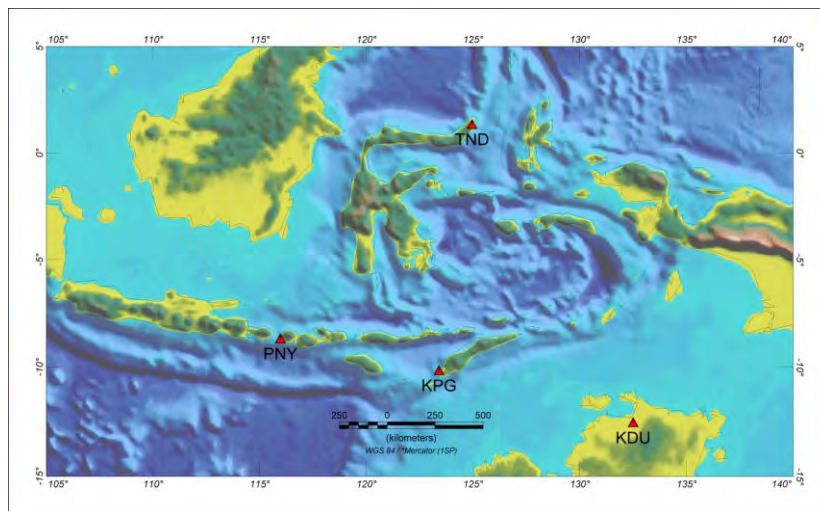 105° 110° 115° 120° 125° 130° 135° 140°
5° 5°
TND
0° 0°
-5° -5°
PNY
-10° -10°
KPG
250 0 250 500
(kilometers)
WGS 84 / *Mercator (1SP)
KDU
-15° -15°
105° 110° 115° 120° 125° 130° 135° 140°